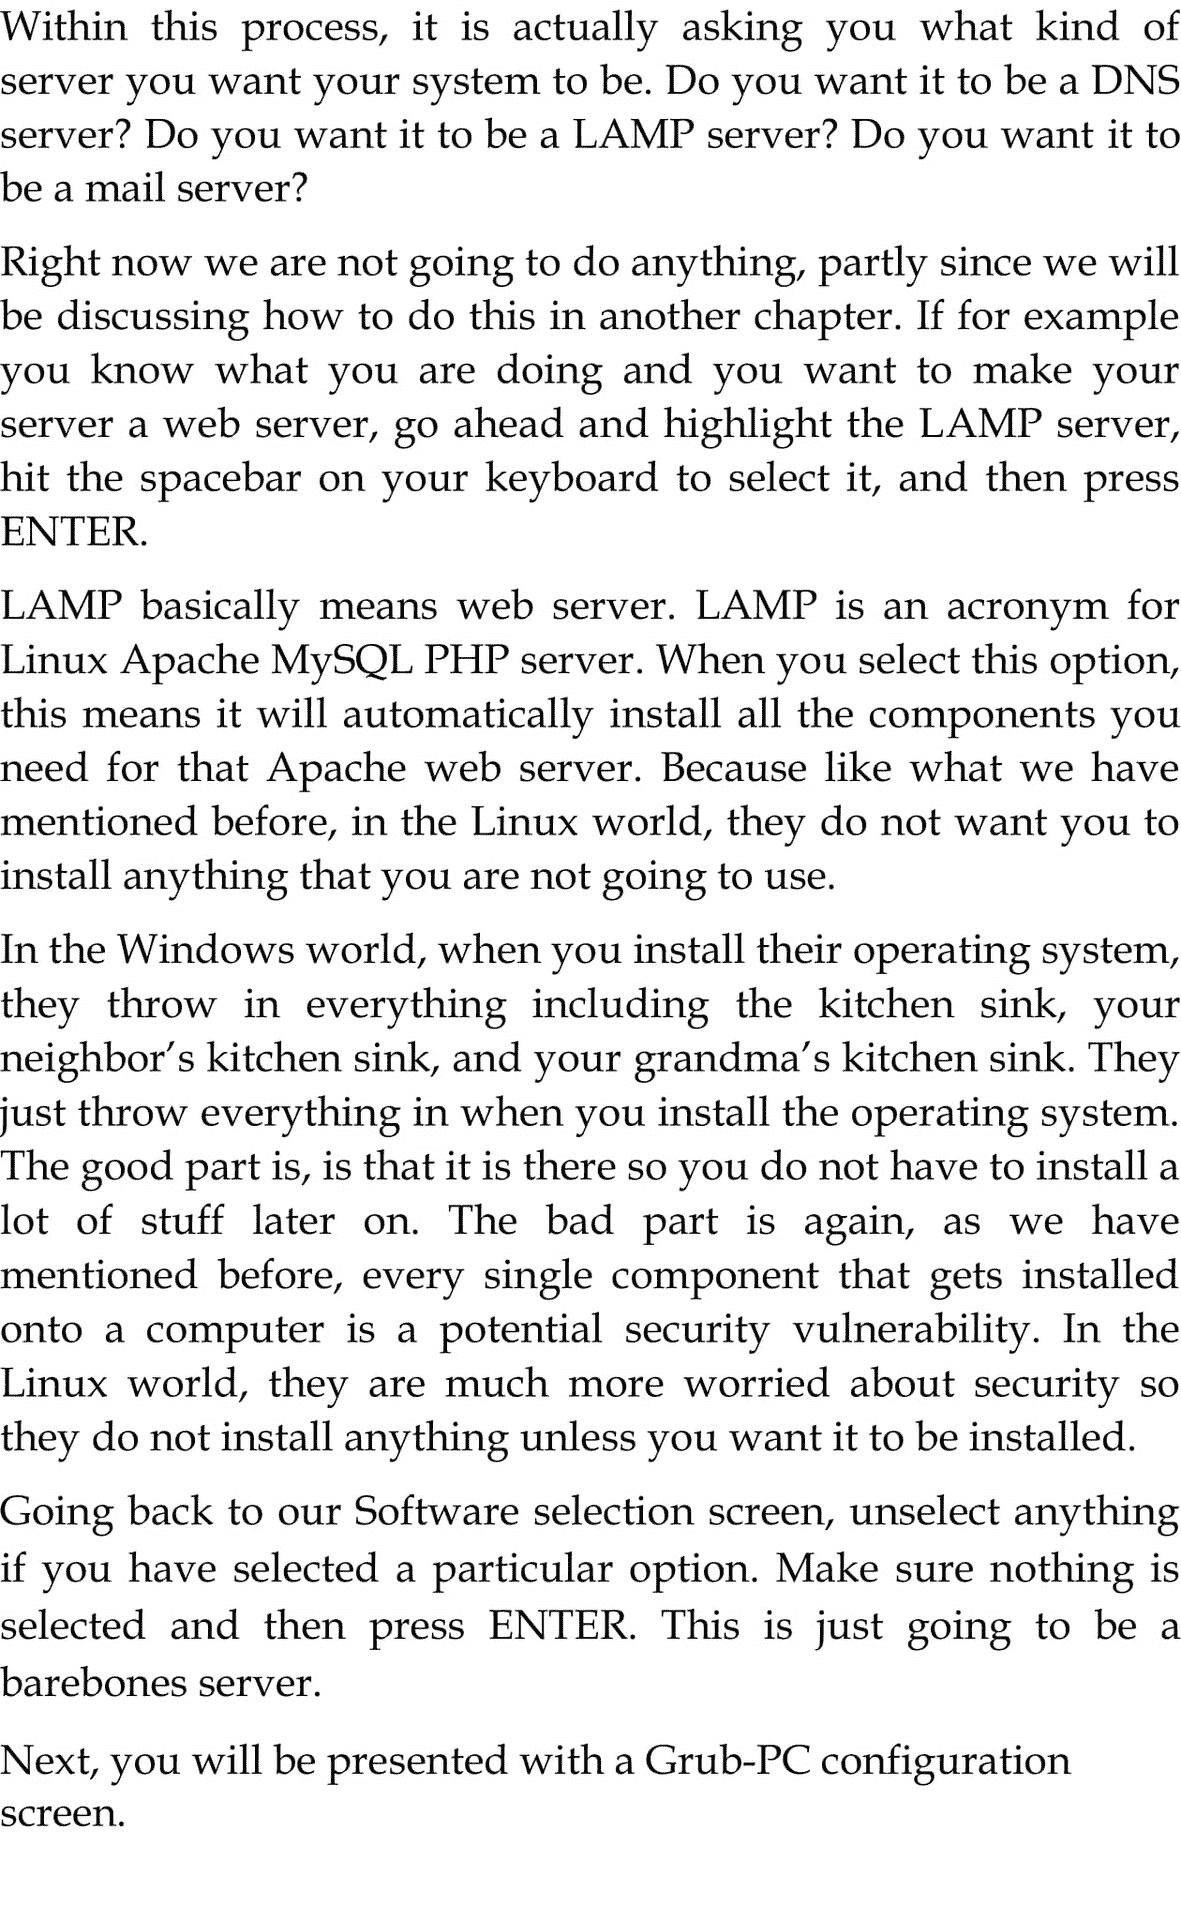 Within this process, it is actually asking you what kind of
server you want your system to be. Do you want it to be a DNS
server? Do you want it to be a LAMP server? Do you want it to
be a mail server?
Right now we are not going to do anything, partly since we will
be discussing how to do this in another chapter. If for example
you know what you are doing and you want to make your
server a web server, go ahead and highlight the LAMP server,
hit the spacebar on your keyboard to select it, and then press
ENTER.
LAMP basically means web server. LAMP is an acronym for
Linux Apache MySQL PHP server. When you select this option,
this means it will automatically install all the components you
need for that Apache web server. Because like what we have
mentioned before, in the Linux world, they do not want you to
install anything that you are not going to use.
In the Windows world, when you install their operating system,
they throw in everything including the kitchen sink, your
neighbor’s kitchen sink, and your grandma’s kitchen sink. They
just throw everything in when you install the operating system.
The good part is, is that it is there so you do not have to install a
lot of stuff later on. The bad part is again, as we have
mentioned before, every single component that gets installed
onto a computer is a potential security vulnerability. In the
Linux world, they are much more worried about security so
they do not install anything unless you want it to be installed.
Going back to our Software selection screen, unselect anything
if you have selected a particular option. Make sure nothing is
selected and then press ENTER. This is just going to be a
barebones server.
Next, you will be presented with a Grub-PC configuration
screen.